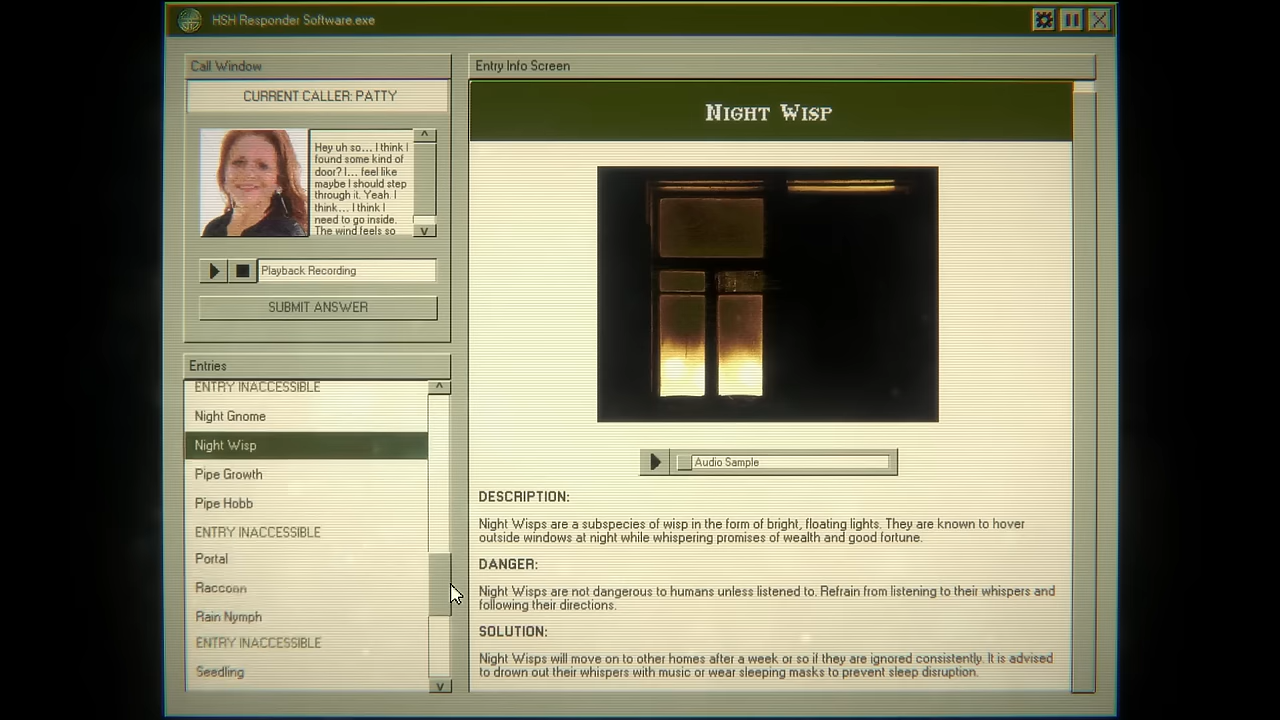 HSH Responder Software.exe
Call Window
CURRENT CALLER: PATTY
Hey uh so... I think I
found some kind of
door? I... feel like
maybe I should step
through it. Yeah. I
think... I think I
need to go inside.
The wind feels so
Playback Recording
SUBMIT ANSWER
Entries
ENTRY INACCESSIBLE
Night Gnome
Night Wisp
Pipe Growth
Pipe Hobb
ENTRY INACCESSIBLE
Portal
Raccoon
Rain Nymph
ENTRY INACCESSIBLE
Seedling
Entry Info Screen
Night Wisp
Audio Sample
DESCRIPTION:
Night Wisps are a subspecies of wisp in the form of bright, floating lights. They are known to hover
outside windows at night while whispering promises of wealth and good fortune.
DANGER:
Night Wisps are not dangerous to humans unless listened to. Refrain from listening to their whispers and
following their directions.
SOLUTION:
Night Wisps will move on to other homes after a week or so if they are ignored consistently. It is advised
to drown out their whispers with music or wear sleeping masks to prevent sleep disruption.